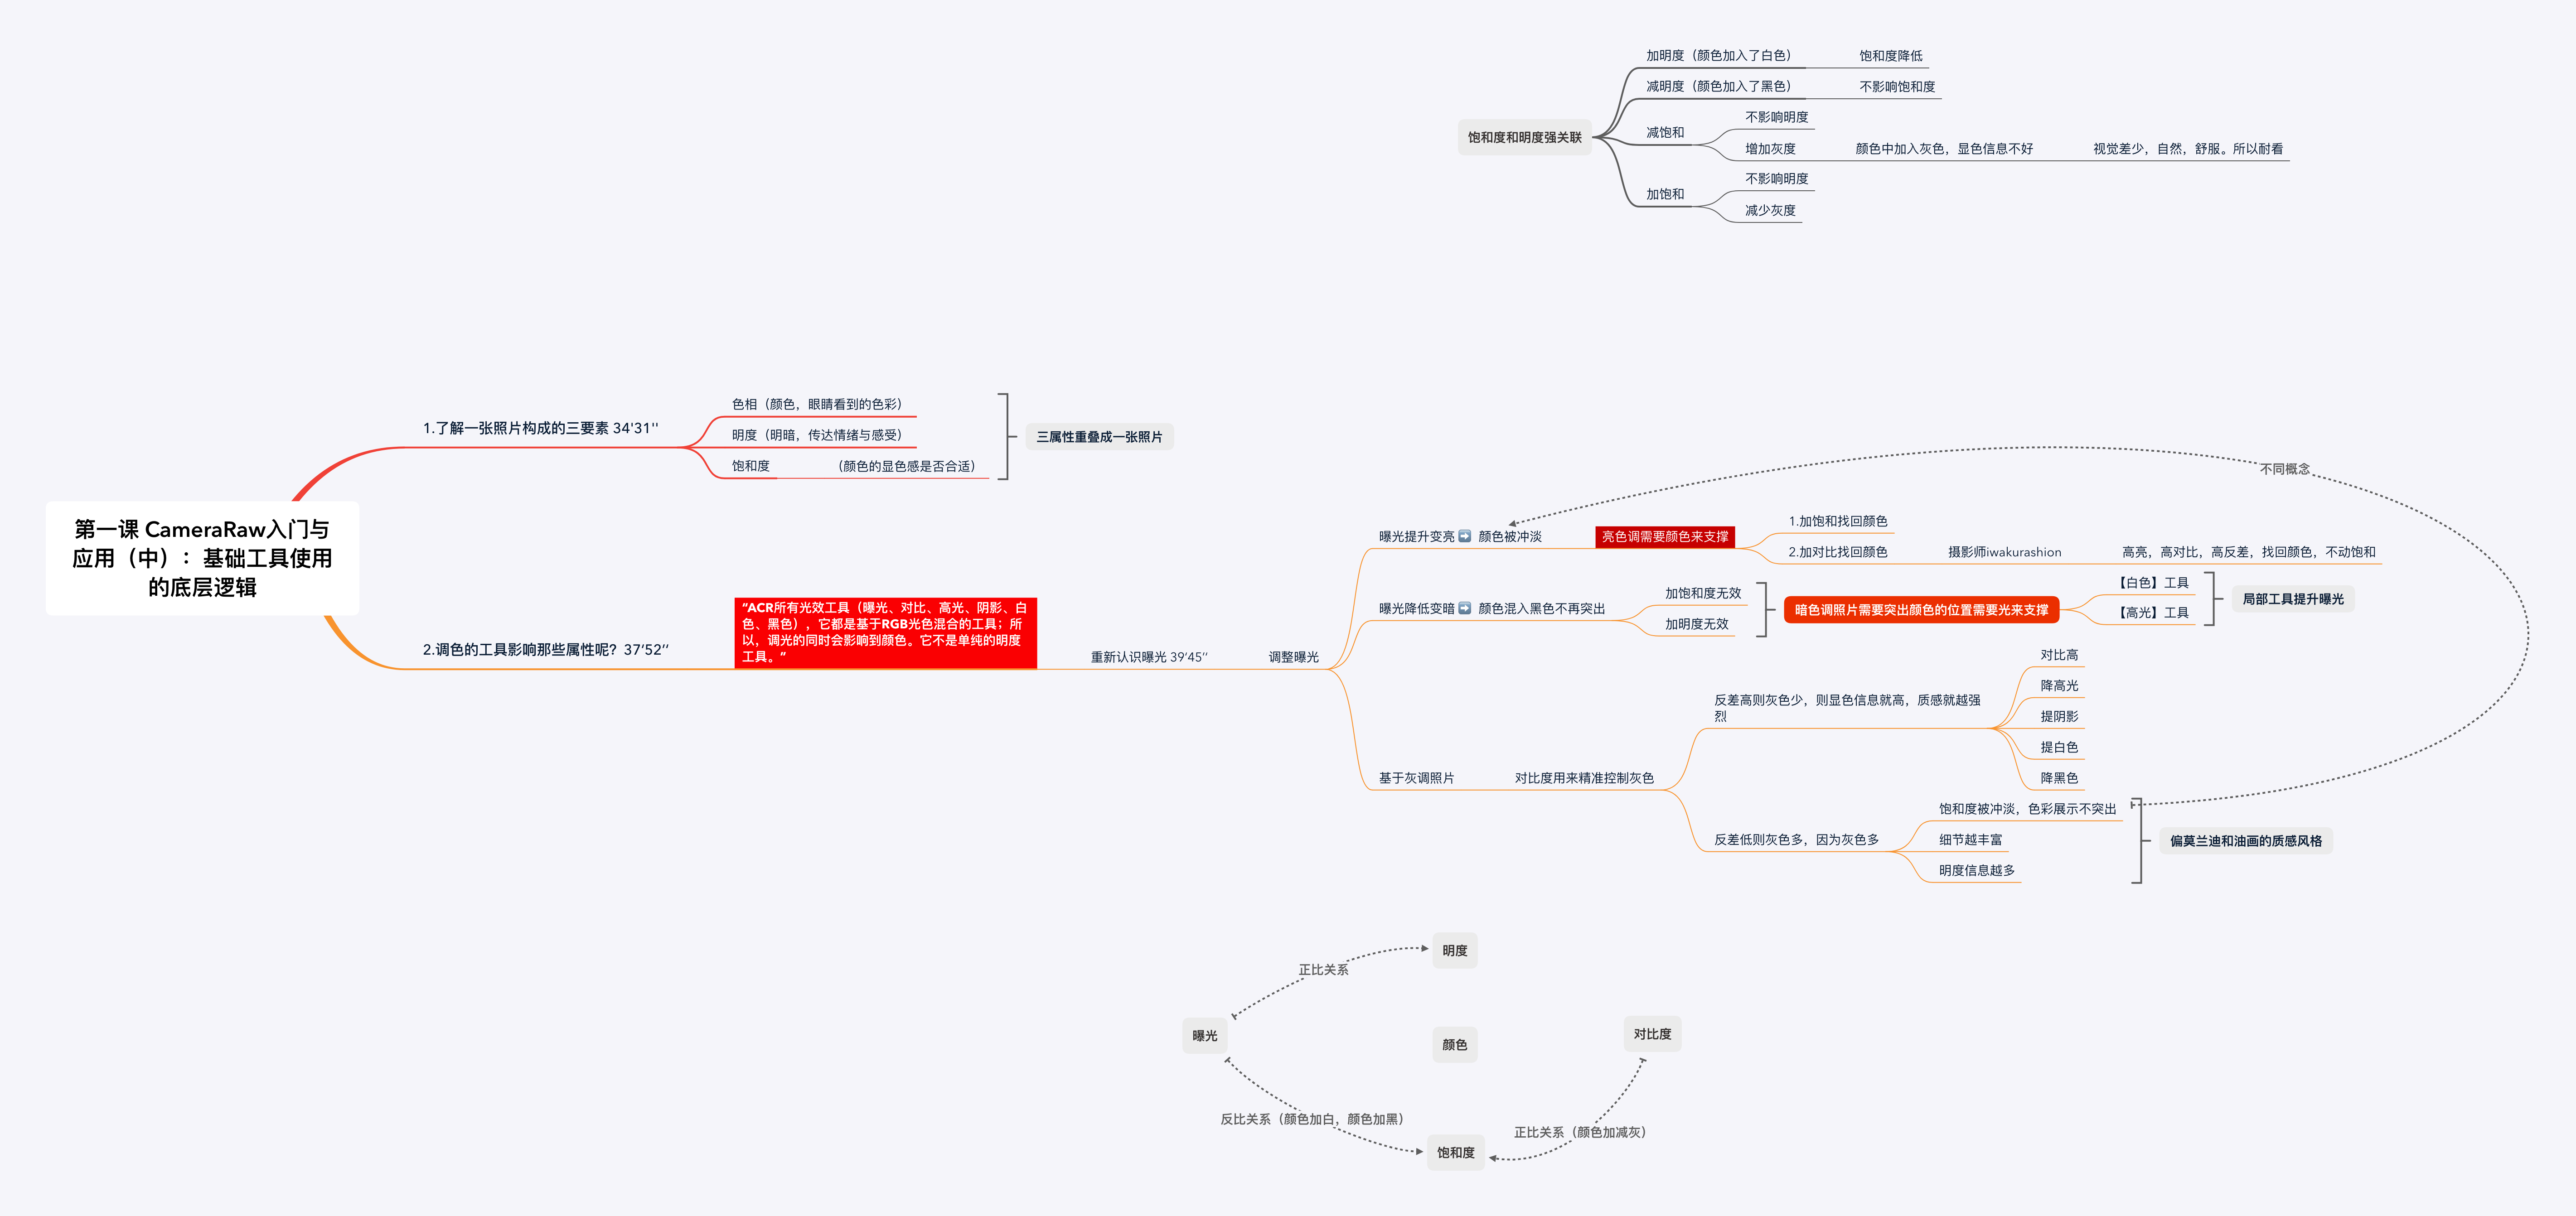 加明度（颜色加入了白色）
饱和度降低
减明度（颜色加入了黑色）
不影响饱和度
饱和度和明度强关联
减饱和
不影响明度
增加灰度
颜色中加入灰色，显色信息不好
视觉差少，自然，舒服。所以耐看
加饱和
不影响明度
减少灰度
第一课 CameraRaw入门与
应用（中）：基础工具使用
的底层逻辑
1.了解一张照片构成的三要素 34'31''
色相（颜色，眼睛看到的色彩）
明度（明暗，传达情绪与感受）
饱和度
（颜色的显色感是否合适）
三属性重叠成一张照片
2.调色的工具影响那些属性呢？37‘52’‘
“ACR所有光效工具（曝光、对比、高光、阴影、白
色、黑色），它都是基于RGB光色混合的工具；所
以，调光的同时会影响到颜色。它不是单纯的明度
工具。”
重新认识曝光 39‘45’‘
调整曝光
曝光提升变亮 ➡️ 颜色被冲淡
亮色调需要颜色来支撑
1.加饱和找回颜色
2.加对比找回颜色
摄影师iwakurashion
高亮，高对比，高反差，找回颜色，不动饱和
曝光降低变暗 ➡️ 颜色混入黑色不再突出
加饱和度无效
加明度无效
暗色调照片需要突出颜色的位置需要光来支撑
【白色】工具
【高光】工具
局部工具提升曝光
基于灰调照片
对比度用来精准控制灰色
反差高则灰色少，则显色信息就高，质感就越强
烈
对比高
降高光
提阴影
提白色
降黑色
反差低则灰色多，因为灰色多
饱和度被冲淡，色彩展示不突出
细节越丰富
明度信息越多
偏莫兰迪和油画的质感风格
不同概念
明度
正比关系
曝光
颜色
对比度
反比关系（颜色加白，颜色加黑）
正比关系（颜色加减灰）
饱和度